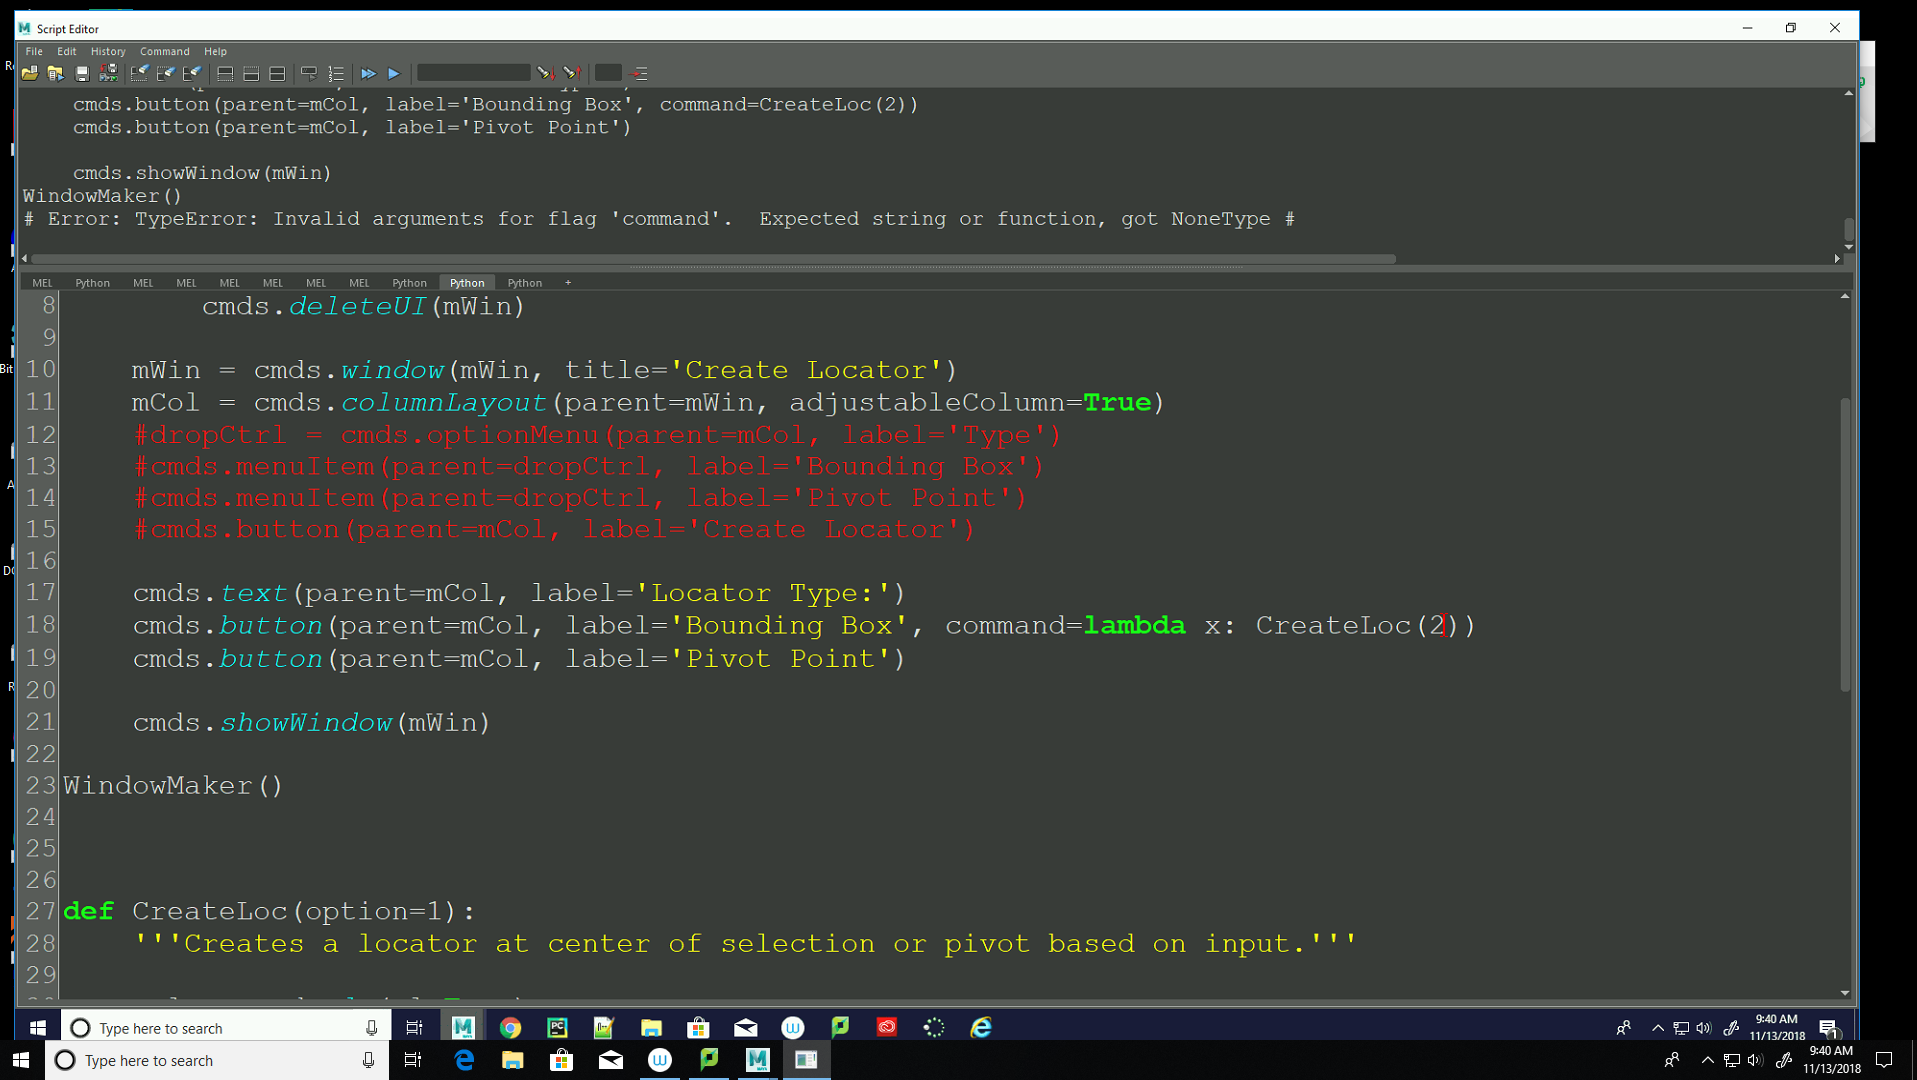 Script Editor
File Edit History Command Help
cmds.button(parent=mCol, label='Bounding Box', command=CreateLoc(2))
cmds.button(parent=mCol, label='Pivot Point')
cmds.showWindow(mWin)
WindowMaker()
# Error: TypeError: Invalid arguments for flag 'command'.  Expected string or function, got NoneType #
MEL Python MEL MEL MEL MEL MEL MEL Python Python Python +
8 cmds.deleteUI(mWin)
9
10 mWin = cmds.window(mWin, title='Create Locator')
11 mCol = cmds.columnLayout(parent=mWin, adjustableColumn=True)
12 #dropCtrl = cmds.optionMenu(parent=mCol, label='Type')
13 #cmds.menuItem(parent=dropCtrl, label='Bounding Box')
14 #cmds.menuItem(parent=dropCtrl, label='Pivot Point')
15 #cmds.button(parent=mCol, label='Create Locator')
16
17 cmds.text(parent=mCol, label='Locator Type:')
18 cmds.button(parent=mCol, label='Bounding Box', command=lambda x: CreateLoc(2))
19 cmds.button(parent=mCol, label='Pivot Point')
20
21 cmds.showWindow(mWin)
22
23 WindowMaker()
24
25
26
27 def CreateLoc(option=1):
28 '''Creates a locator at center of selection or pivot based on input.'''
29
Type here to search
9:40 AM
11/13/2018
1
Type here to search
9:40 AM
11/13/2018